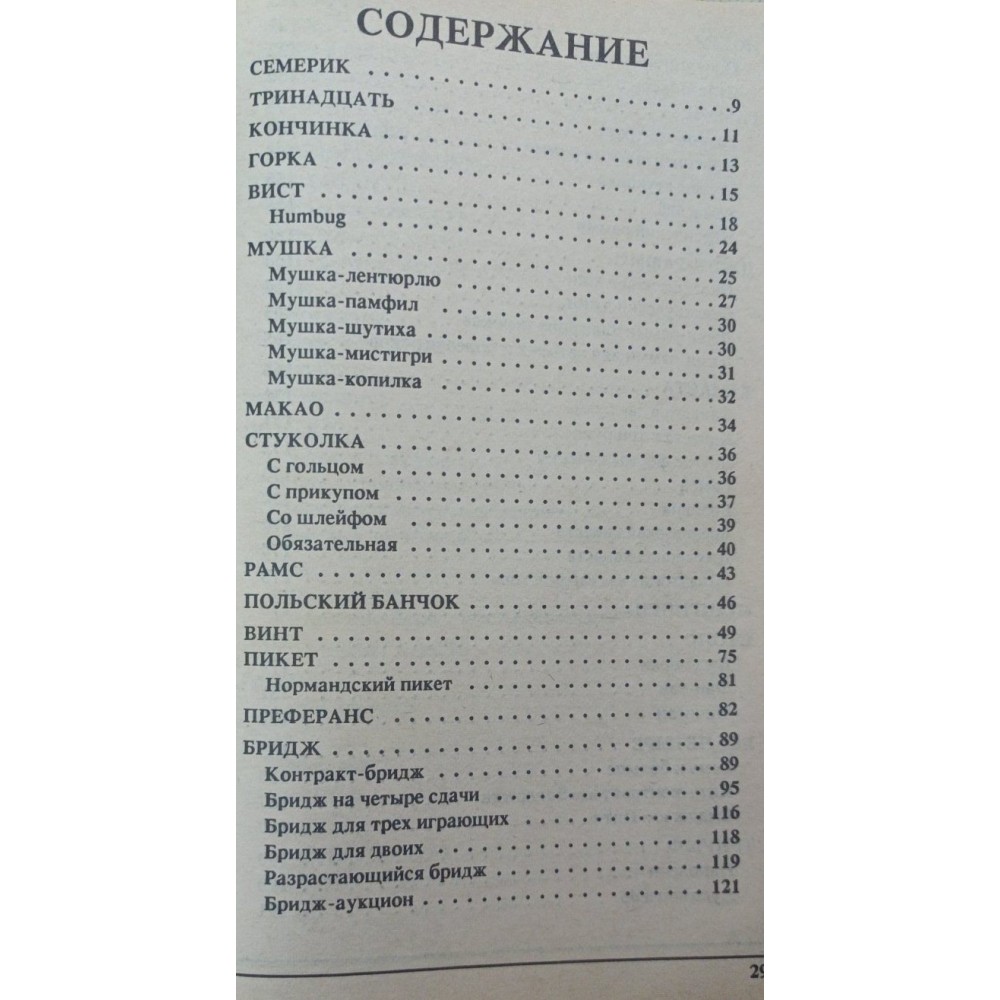 СОДЕРЖАНИЕ
СЕМЕРИК . . . . . . . . . . . . . . . . . . . . 9
ТРИНАДЦАТЬ . . . . . . . . . . . . . . . . . . . . 11
КОНЧИНКА . . . . . . . . . . . . . . . . . . . . 13
ГОРКА . . . . . . . . . . . . . . . . . . . . 15
ВИСТ . . . . . . . . . . . . . . . . . . . . 18
Humbug . . . . . . . . . . . . . . . . . . . . 24
МУШКА . . . . . . . . . . . . . . . . . . . . 25
Мушка-лентюрлю . . . . . . . . . . . . . . . . 27
Мушка-памфил . . . . . . . . . . . . . . . . 30
Мушка-шутиха . . . . . . . . . . . . . . . . 30
Мушка-мистигри . . . . . . . . . . . . . . . . 31
Мушка-копилка . . . . . . . . . . . . . . . . 32
МАКАО . . . . . . . . . . . . . . . . . . . . 34
СТУКОЛКА . . . . . . . . . . . . . . . . . . . . 36
С гольцом . . . . . . . . . . . . . . . . . . . . 36
С прикупом . . . . . . . . . . . . . . . . . . . . 37
Со шлейфом . . . . . . . . . . . . . . . . . . 39
Обязательная . . . . . . . . . . . . . . . . . . 40
РАМС . . . . . . . . . . . . . . . . . . . . 43
ПОЛЬСКИЙ БАНЧОК . . . . . . . . . . . . . . . . 46
ВИНТ . . . . . . . . . . . . . . . . . . . . 49
ПИКЕТ . . . . . . . . . . . . . . . . . . . . 75
Нормандский пикет . . . . . . . . . . . . . . . 81
ПРЕФЕРАНС . . . . . . . . . . . . . . . . . . . . 82
БРИДЖ . . . . . . . . . . . . . . . . . . . . 89
Контракт-бридж . . . . . . . . . . . . . . . . 89
Бридж на четыре сдачи . . . . . . . . . . . . . 95
Бридж для трех играющих . . . . . . . . . . . . 116
Бридж для двоих . . . . . . . . . . . . . . . . 118
Разрастающийся бридж . . . . . . . . . . . . . 119
Бридж-аукцион . . . . . . . . . . . . . . . . 121
29